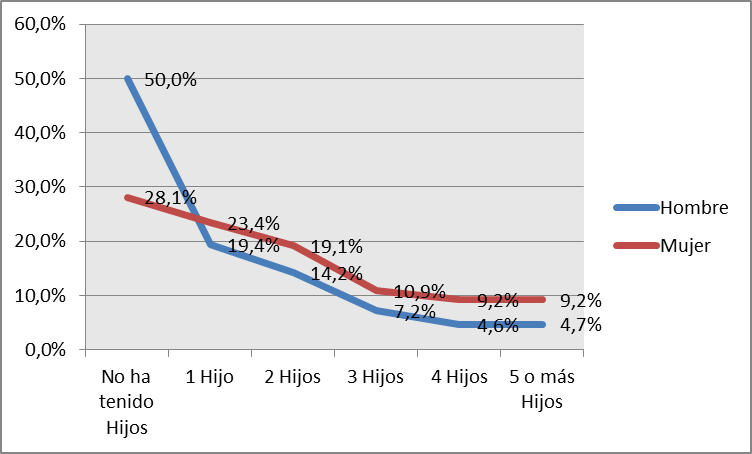 60,0%
50,0%
40,0%
30,0%
20,0%
10,0%
0,0%
50,0%
28,1%
23,4%
19,4%
19,1%
14,2%
10,9%
7,2%
9,2%
4,6%
9,2%
4,7%
No ha
tenido
Hijos
1 Hijo
2 Hijos
3 Hijos
4 Hijos
5 o más
Hijos
Hombre
Mujer